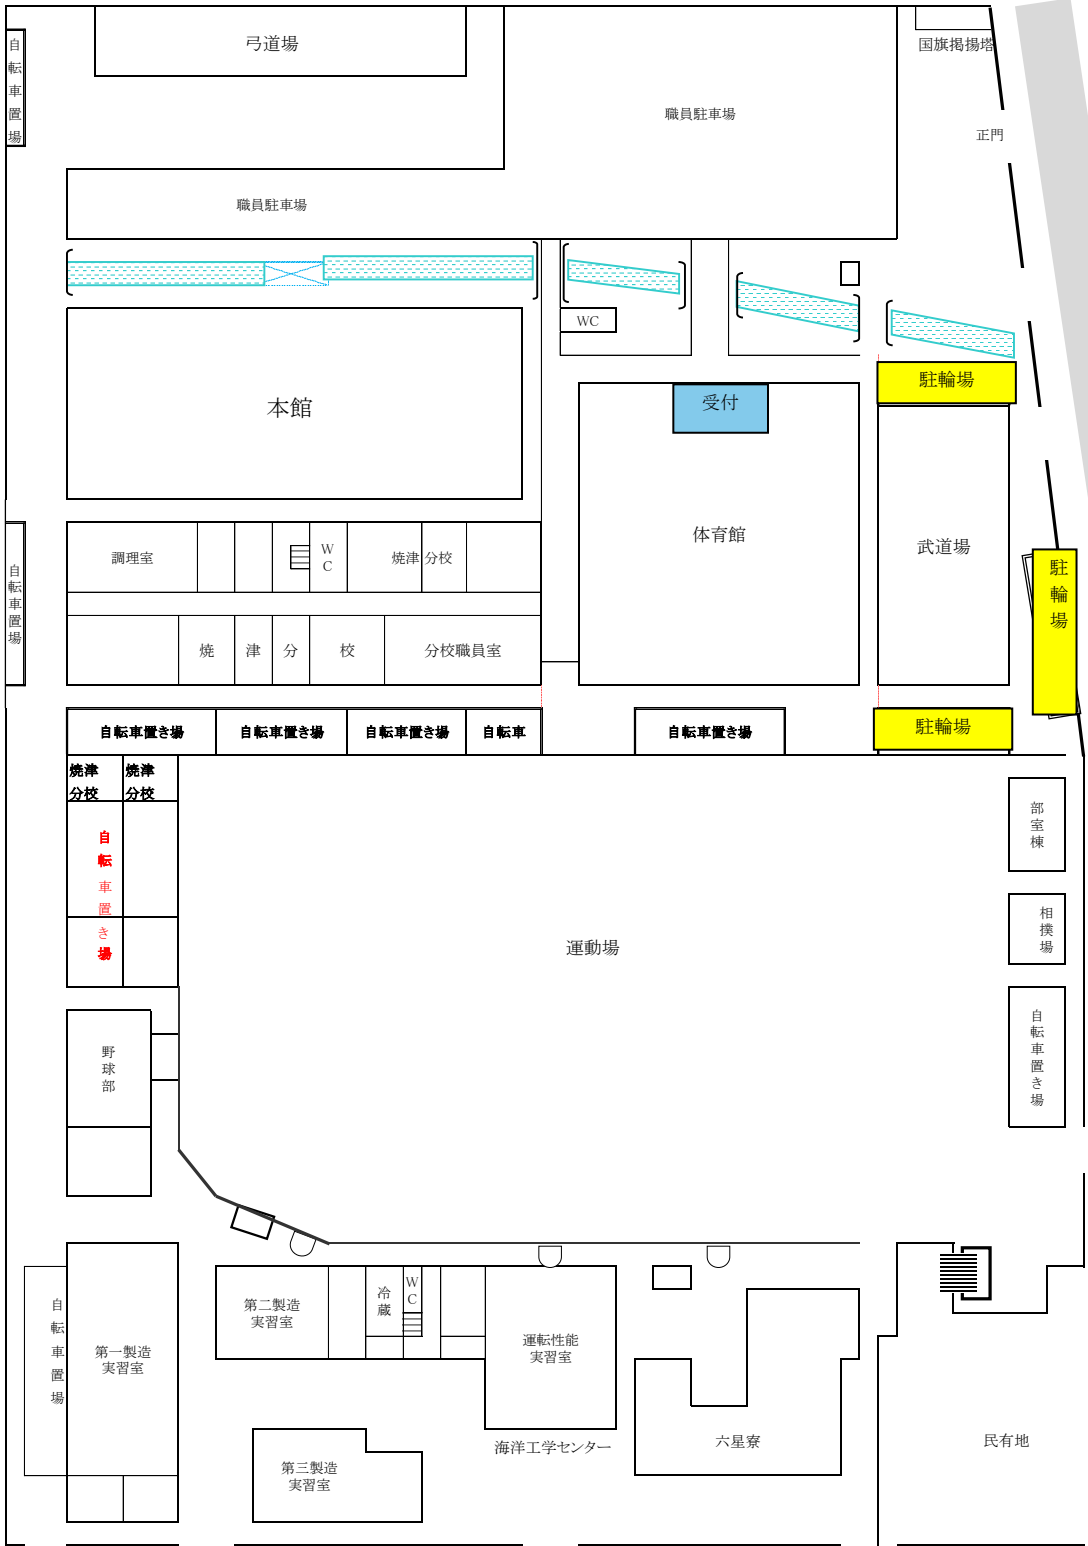 弓道場
国旗掲揚塔
自転車置場
職員駐車場
正門
職員駐車場
WC
駐輪場
受付
本館
体育館
武道場
調理室
WC
焼津分校
駐輪場
自転車置場
焼
津
分
校
分校職員室
自転車置き場
自転車置き場
自転車置き場
自転車
自転車置き場
駐輪場
焼津
分校
焼津
分校
自転車置き場
部室棟
相撲場
運動場
自転車置き場
野球部
自転車置場
第一製造
実習室
第二製造
実習室
冷蔵
WC
運転性能
実習室
海洋工学センター
六星寮
民有地
第三製造
実習室